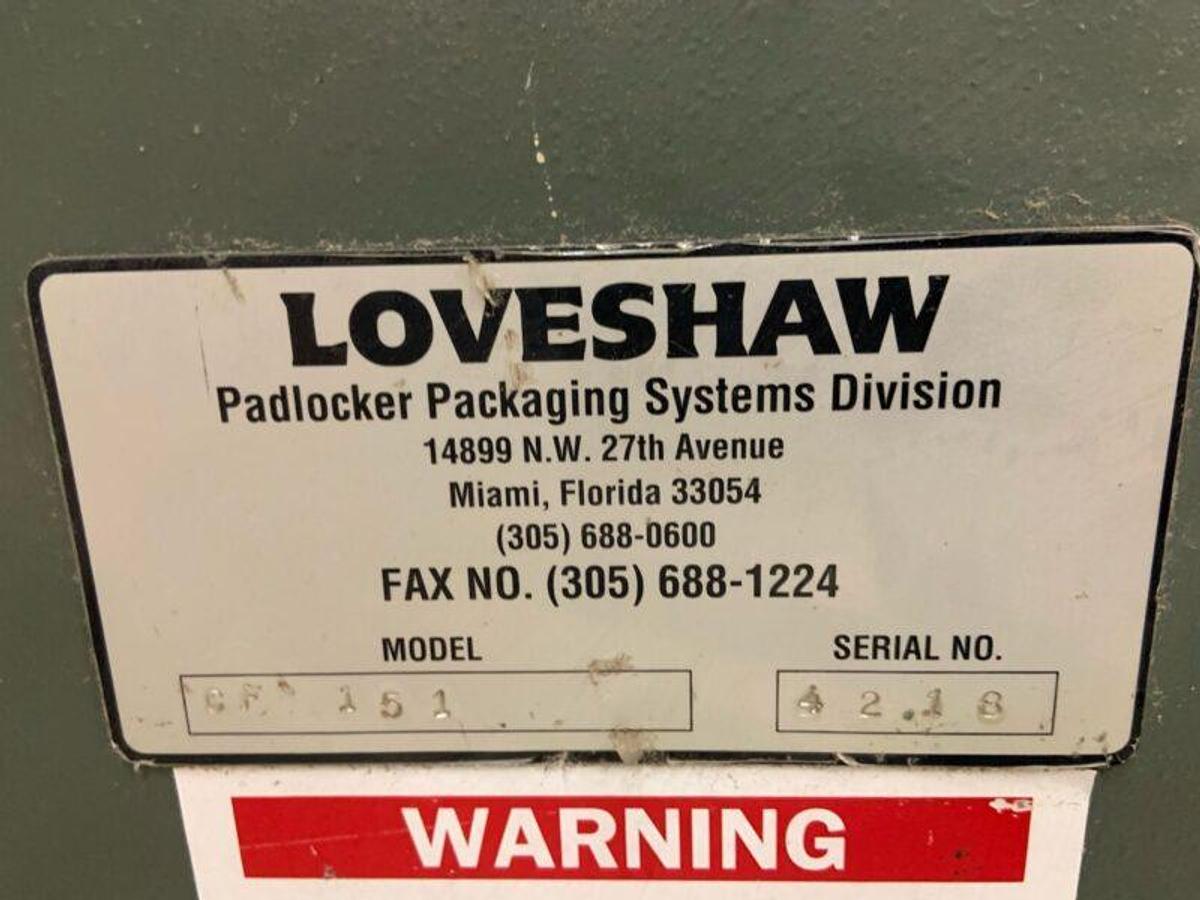 LOVESHAW
Padlocker Packaging Systems Division
14899 N.W. 27th Avenue
Miami, Florida 33054
(305) 688-0600
FAX NO. (305) 688-1224
MODEL SERIAL NO.
CF 151 4218
WARNING